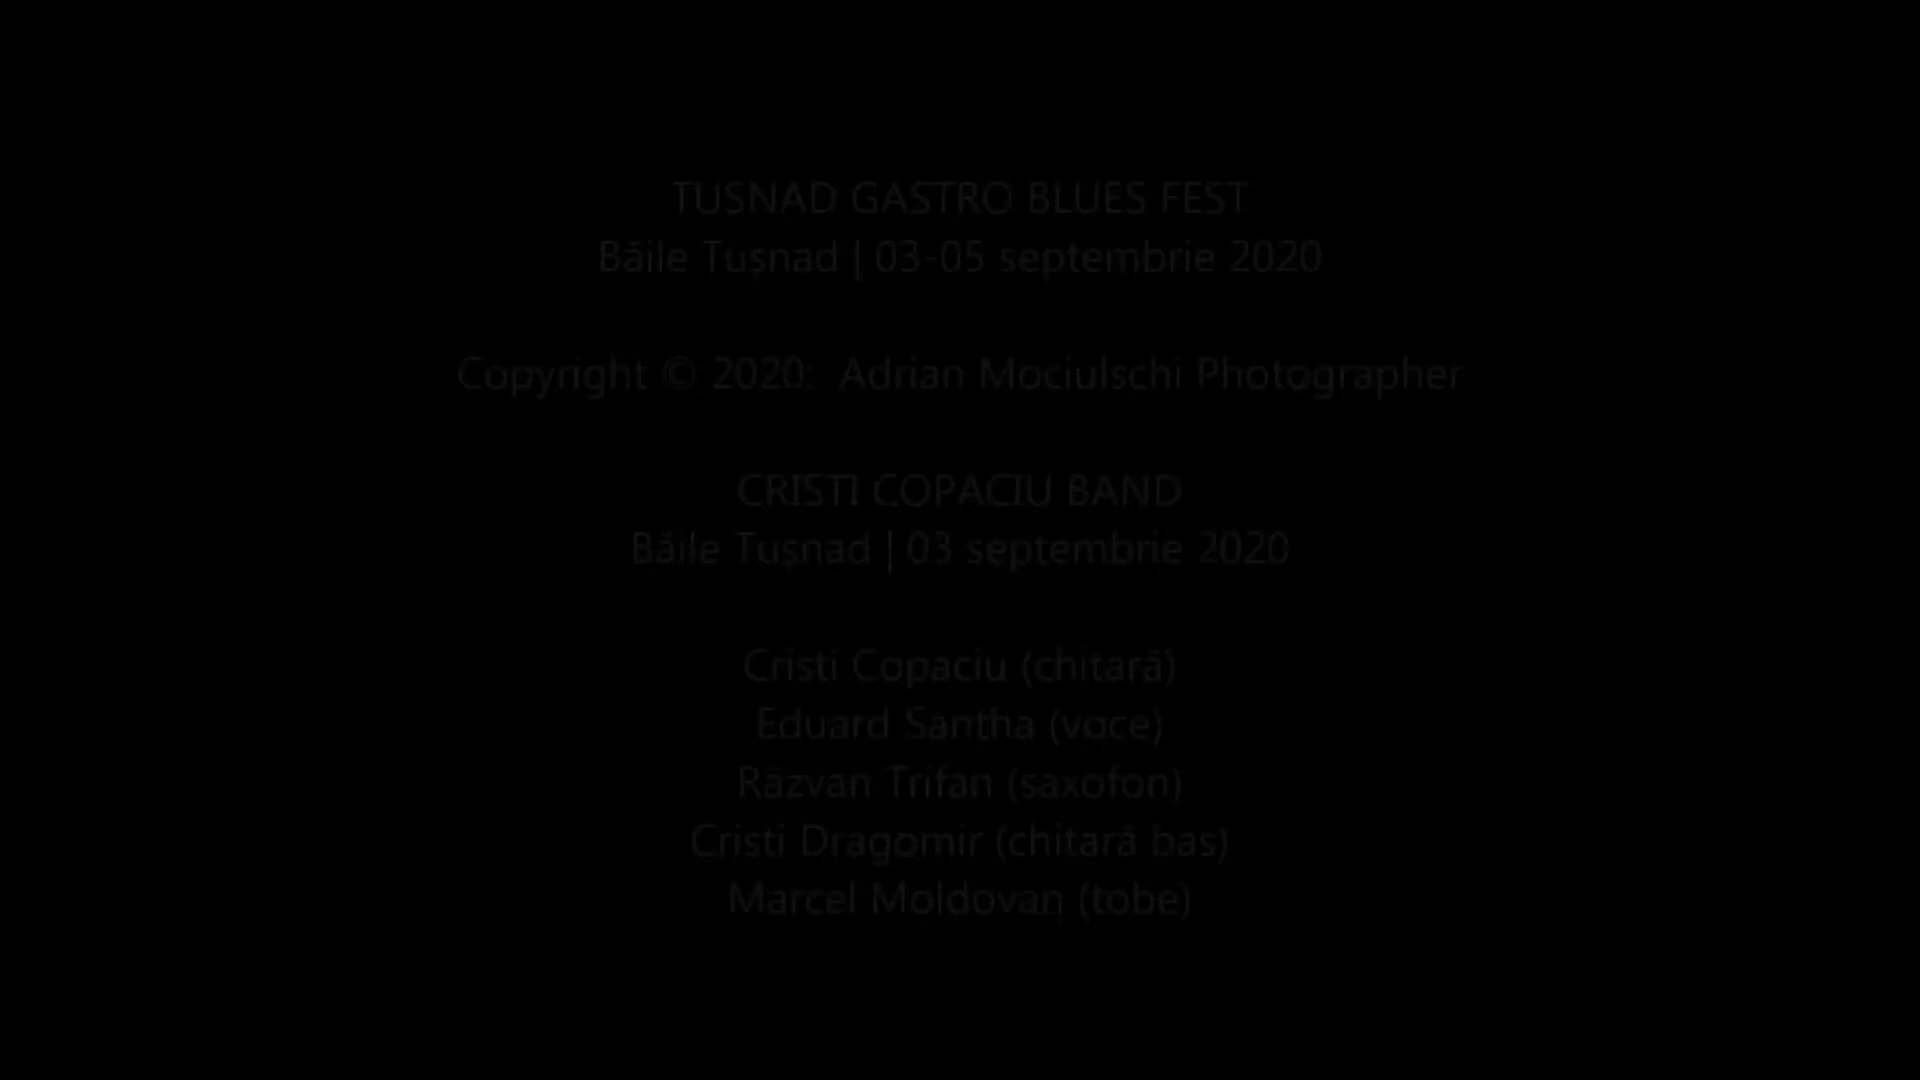 TUSNAD GASTRO BLUES FEST
Băile Tușnad | 03-05 septembrie 2020
Copyright © 2020: Adrian Mociulschi Photographer
CRISTI COPACIU BAND
Băile Tușnad | 03 septembrie 2020
Cristi Copaciu (chitară)
Eduard Santha (voce)
Răzvan Trifan (saxofon)
Cristi Dragomir (chitară bas)
Marcel Moldovan (tobe)